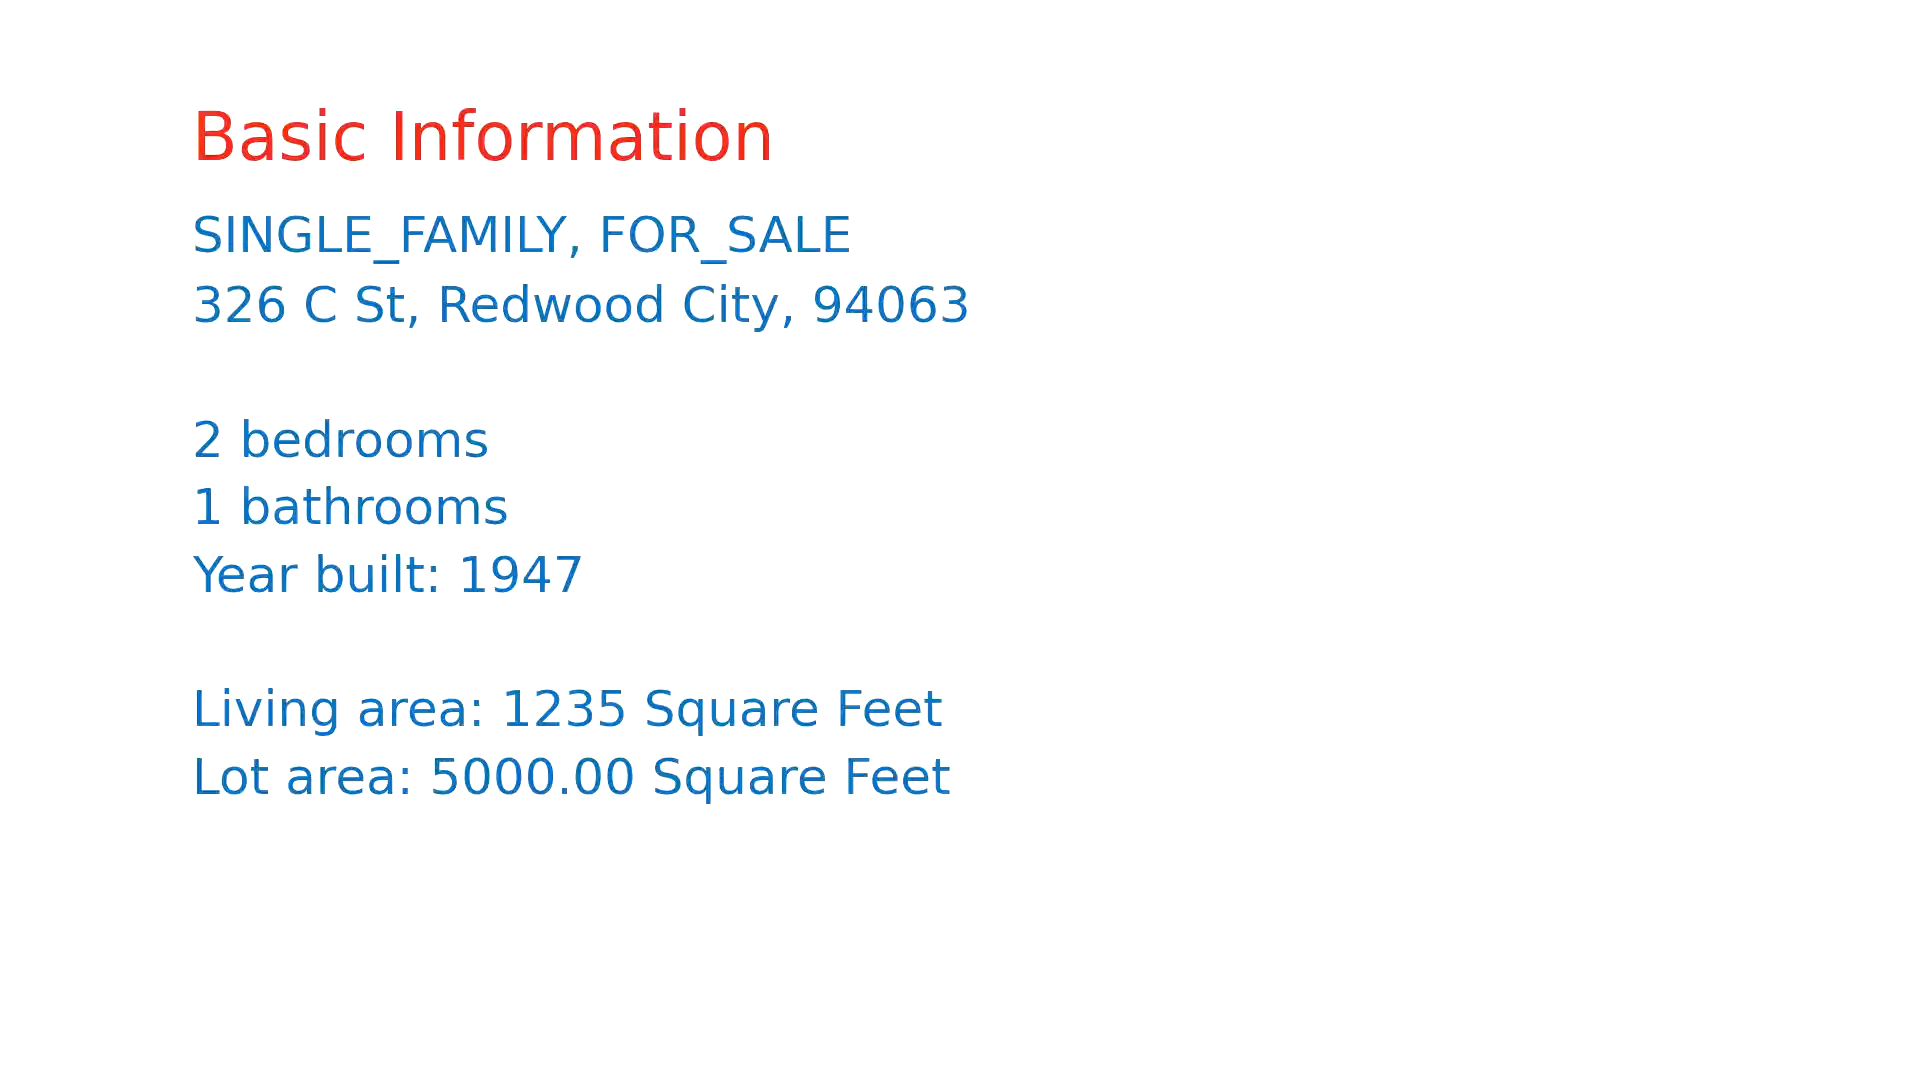 Basic Information
SINGLE_FAMILY, FOR_SALE
326 C St, Redwood City, 94063
2 bedrooms
1 bathrooms
Year built: 1947
Living area: 1235 Square Feet
Lot area: 5000.00 Square Feet